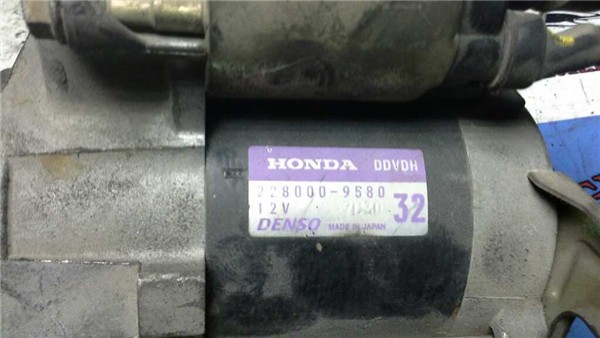 HONDA DDVDH
228000-9580
12V 32
DENSO MADE IN JAPAN